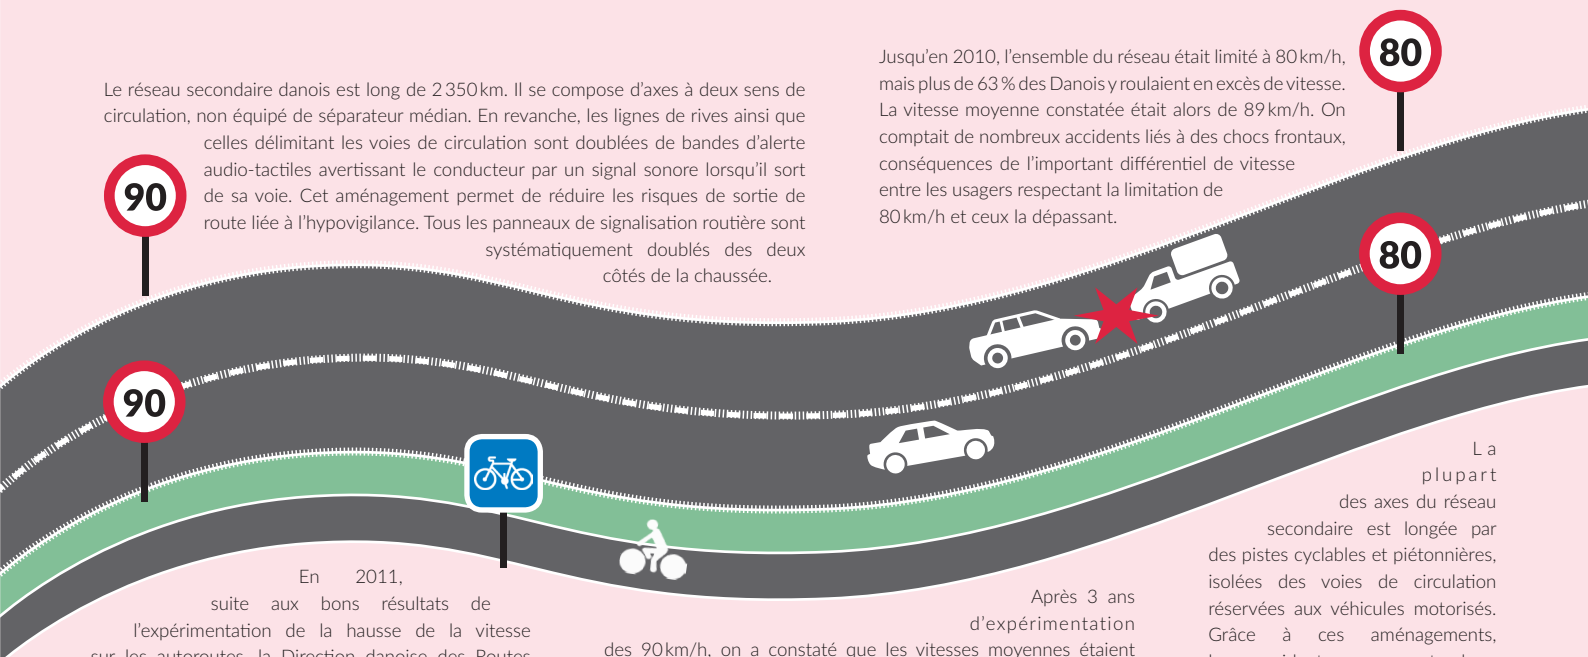 Le réseau secondaire danois est long de 2 350 km. Il se compose d'axes à deux sens de
circulation, non équipé de séparateur médian. En revanche, les lignes de rives ainsi que
celles délimitant les voies de circulation sont doublées de bandes d'alerte
audio-tactiles avertissant le conducteur par un signal sonore lorsqu'il sort
de sa voie. Cet aménagement permet de réduire les risques de sortie de
route liée à l'hypovigilance. Tous les panneaux de signalisation routière sont
systématiquement doublés des deux
côtés de la chaussée.
90
90
Jusqu'en 2010, l'ensemble du réseau était limité à 80 km/h,
mais plus de 63 % des Danois y roulaient en excès de vitesse.
La vitesse moyenne constatée était alors de 89 km/h. On
comptait de nombreux accidents liés à des chocs frontaux,
conséquences de l'important différentiel de vitesse
entre les usagers respectant la limitation de
80 km/h et ceux la dépassant.
80
80
En 2011,
suite aux bons résultats de
l'expérimentation de la hausse de la vitesse
sur les autoroutes, la Direction danoise des Routes
Après 3 ans
d'expérimentation
des 90 km/h, on a constaté que les vitesses moyennes étaient
La
plupart
des axes du réseau
secondaire est longée par
des pistes cyclables et piétonnières,
isolées des voies de circulation
réservées aux véhicules motorisés.
Grâce à ces aménagements,